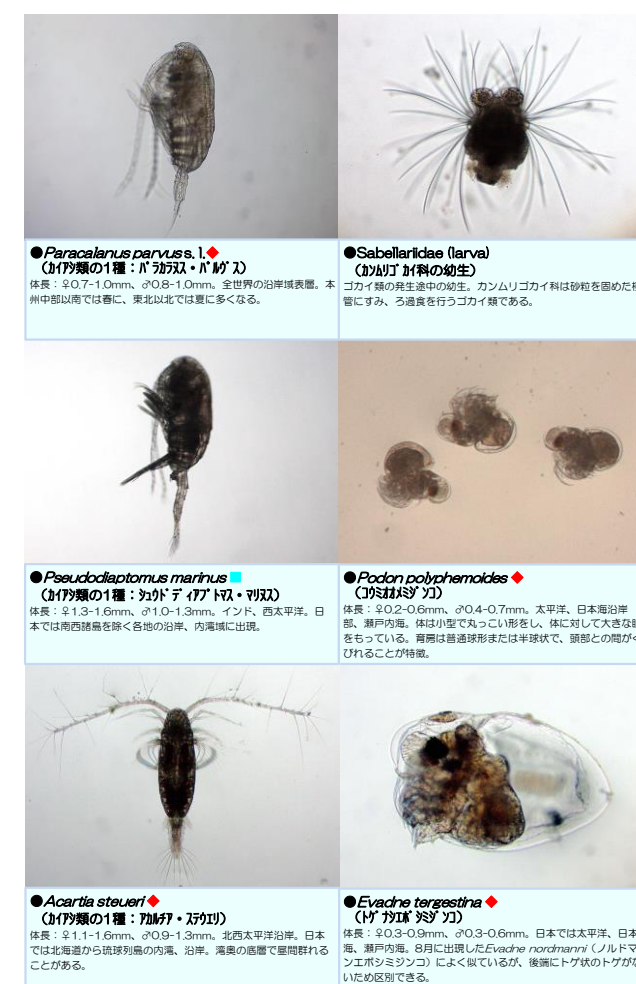 ●Paracalanus parvus s. l.◆
（ｶｲｱｼ類の１種：ﾊﾟﾗｶﾗﾇｽ・ﾊﾟﾙｳﾞｽ）
体長：♀0.7-1.0mm、♂0.8-1.0mm。全世界の沿岸域表層。本
州中部以南では春に、東北以北では夏に多くなる。
●Sabellariidae (larva)
（ｶﾝﾑﾘｺﾞｶｲ科の幼生）
ゴカイ類の発生途中の幼生。カンムリゴカイ科は砂粒を固めた
管にすみ、ろ過食を行うゴカイ類である。
●Pseudodiaptomus marinus ■
（ｶｲｱｼ類の１種：ｼｭｳﾄﾞﾃﾞｨｱﾌﾟﾄﾏｽ・ﾏﾘﾇｽ）
体長：♀1.3-1.6mm、♂1.0-1.3mm。インド、西太平洋。日
本では南西諸島を除く各地の沿岸、内湾域に出現。
●Podon polyphemoides ◆
（ｺｳﾐｵｵﾒﾐｼﾞﾝｺ）
体長：♀0.2-0.6mm、♂0.4-0.7mm。太平洋、日本海沿岸
部、瀬戸内海。体は小型で丸っこい形をし、体に対して大きな
をもっている。育房は普通球形または半球状で、頭部との間が
びれることが特徴。
●Acartia steueri ◆
（ｶｲｱｼ類の１種：ｱｶﾙﾁｱ・ｽﾃｳｴﾘ）
体長：♀1.1-1.6mm、♂0.9-1.3mm。北西太平洋沿岸。日本
では北海道から琉球列島の内湾、沿岸。湾奥の底層で昼間群れる
ことがある。
●Evadne tergestina ◆
（ﾄｹﾞﾅｼｴﾎﾞｼﾐｼﾞﾝｺ）
体長：♀0.3-0.9mm、♂0.3-0.6mm。日本では太平洋、日本
海、瀬戸内海。8月に出現したEvadne nordmanni（ノルドマ
ンエボシミジンコ）によく似ているが、後端にトゲ状のトゲがな
いため区別できる。